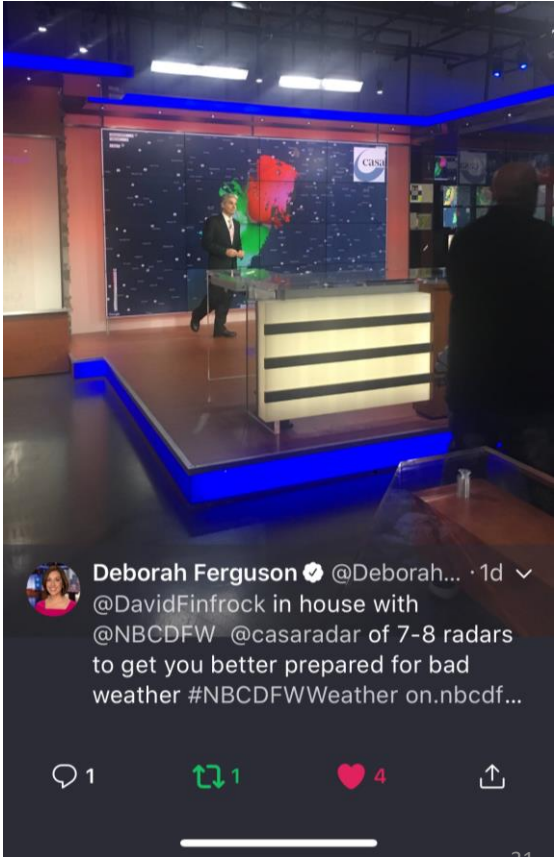 casa
Deborah Ferguson @Deborah... · 1d
@DavidFinfrock in house with
@NBCDFW @casaradar of 7-8 radars
to get you better prepared for bad
weather #NBCDFWWeather on.nbcdf...
1
1
4